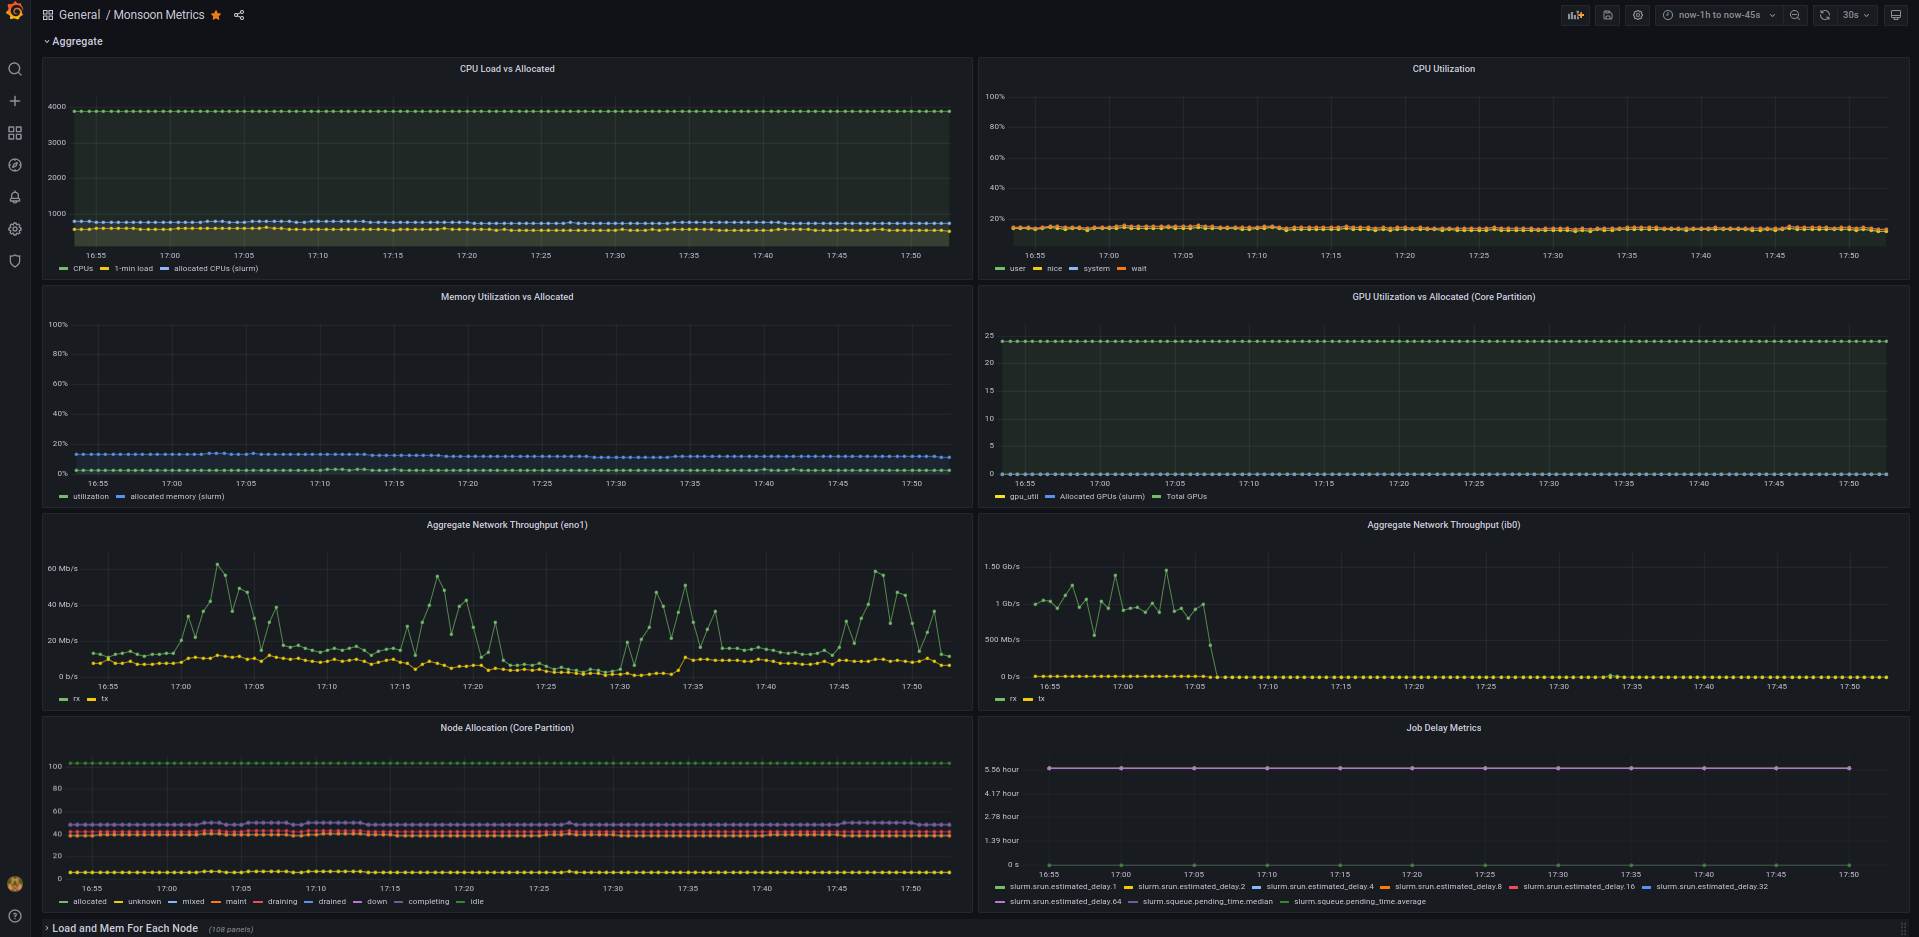 General / Monsoon Metrics
now-1h to now-45s
30s
Aggregate
CPU Load vs Allocated
4000
3000
2000
1000
16:55 17:00 17:05 17:10 17:15 17:20 17:25 17:30 17:35 17:40 17:45 17:50
CPUs 1-min load allocated CPUs (slurm)
CPU Utilization
100%
80%
60%
40%
20%
16:55 17:00 17:05 17:10 17:15 17:20 17:25 17:30 17:35 17:40 17:45 17:50
user nice system wait
Memory Utilization vs Allocated
100%
80%
60%
40%
20%
0%
16:55 17:00 17:05 17:10 17:15 17:20 17:25 17:30 17:35 17:40 17:45 17:50
utilization allocated memory (slurm)
GPU Utilization vs Allocated (Core Partition)
25
20
15
10
5
0
16:55 17:00 17:05 17:10 17:15 17:20 17:25 17:30 17:35 17:40 17:45 17:50
gpu_util Allocated GPUs (slurm) Total GPUs
Aggregate Network Throughput (eno1)
60 Mb/s
40 Mb/s
20 Mb/s
0 b/s
16:55 17:00 17:05 17:10 17:15 17:20 17:25 17:30 17:35 17:40 17:45 17:50
rx tx
Aggregate Network Throughput (ib0)
1.50 Gb/s
1 Gb/s
500 Mb/s
0 b/s
16:55 17:00 17:05 17:10 17:15 17:20 17:25 17:30 17:35 17:40 17:45 17:50
rx tx
Node Allocation (Core Partition)
100
80
60
40
20
0
16:55 17:00 17:05 17:10 17:15 17:20 17:25 17:30 17:35 17:40 17:45 17:50
allocated unknown mixed maint draining drained down completing idle
Job Delay Metrics
5.56 hour
4.17 hour
2.78 hour
1.39 hour
0 s
16:55 17:00 17:05 17:10 17:15 17:20 17:25 17:30 17:35 17:40 17:45 17:50
slurm.srun.estimated_delay.1 slurm.srun.estimated_delay.2 slurm.srun.estimated_delay.4 slurm.srun.estimated_delay.8 slurm.srun.estimated_delay.16 slurm.srun.estimated_delay.32
slurm.srun.estimated_delay.64 slurm.squeue.pending_time.median slurm.squeue.pending_time.average
Load and Mem For Each Node (108 panels)